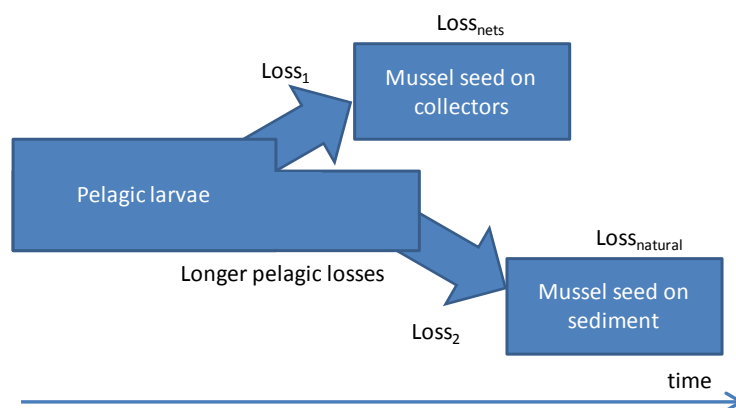 Loss_nets
Loss_1
Mussel seed on
collectors
Pelagic larvae
Loss_natural
Longer pelagic losses
Mussel seed on
sediment
Loss_2
time